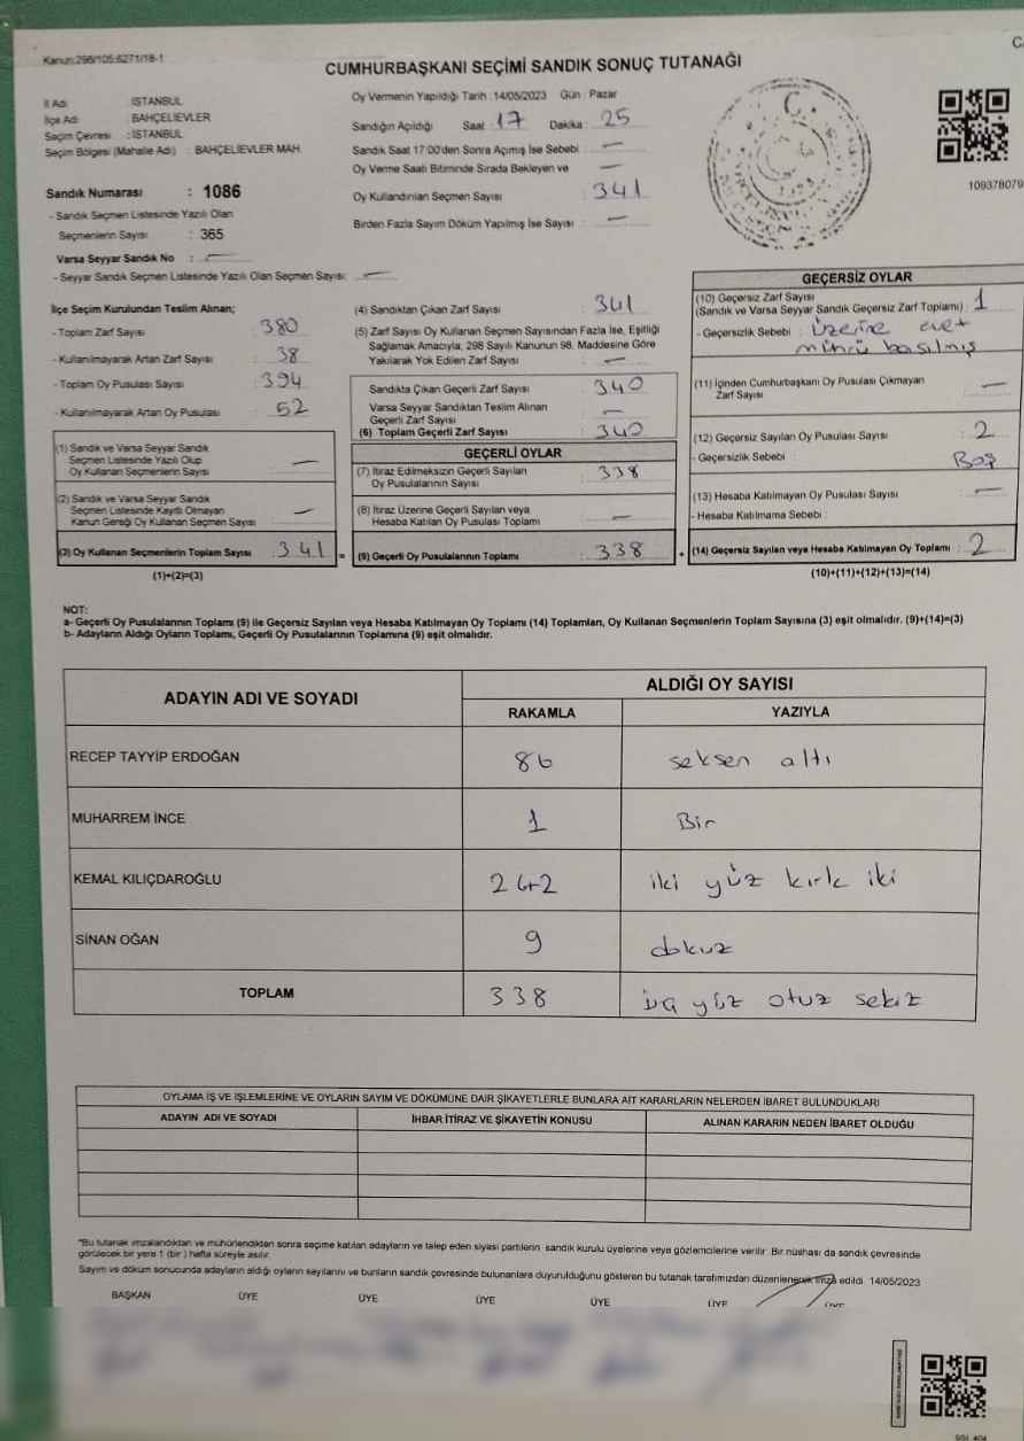 Kanun:298/105:6271/18-1
CUMHURBAŞKANI SEÇİMİ SANDIK SONUÇ TUTANAĞI
İl Adı : İSTANBUL
İlçe Adı : BAHÇELİEVLER
Seçim Çevresi : İSTANBUL
Seçim Bölgesi (Mahalle Adı) : BAHÇELİEVLER MAH.
Sandık Numarası : 1086
- Sandık Seçmen Listesinde Yazılı Olan
Seçmenlerin Sayısı : 365
Varsa Seyyar Sandık No : —
- Seyyar Sandık Seçmen Listesinde Yazılı Olan Seçmen Sayısı: —
Oy Vermenin Yapıldığı Tarih :14/05/2023 Gün : Pazar
Sandığın Açıldığı Saat : 17 Dakika : 25
Sandık Saat 17:00'den Sonra Açımış İse Sebebi : —
Oy Verme Saati Bitiminde Sırada Bekleyen ve —
Oy Kullandırılan Seçmen Sayısı : 341
Birden Fazla Sayım Döküm Yapılmış İse Sayısı : —
109378079
İlçe Seçim Kurulundan Teslim Alınan;
- Toplam Zarf Sayısı : 380
- Kullanılmayarak Artan Zarf Sayısı : 38
- Toplam Oy Pusulası Sayısı : 394
- Kullanılmayarak Artan Oy Pusulası : 52
(1) Sandık ve Varsa Seyyar Sandık
Seçmen Listesinde Yazılı Olup
Oy Kullanan Seçmenlerin Sayısı : —
(2) Sandık ve Varsa Seyyar Sandık
Seçmen Listesinde Kayıtlı Olmayan
Kanun Gereği Oy Kullanan Seçmen Sayısı : —
(3) Oy Kullanan Seçmenlerin Toplam Sayısı : 341 =
(1)+(2)=(3)
(4) Sandıktan Çıkan Zarf Sayısı : 341
(5) Zarf Sayısı Oy Kullanan Seçmen Sayısından Fazla İse, Eşitliği
Sağlamak Amacıyla, 298 Sayılı Kanunun 98. Maddesine Göre
Yakılarak Yok Edilen Zarf Sayısı : —
Sandıkta Çıkan Geçerli Zarf Sayısı : 340
Varsa Seyyar Sandıktan Teslim Alınan
Geçerli Zarf Sayısı : —
(6) Toplam Geçerli Zarf Sayısı : 340
GEÇERLİ OYLAR
(7) İtiraz Edilmeksizin Geçerli Sayılan
Oy Pusulalarının Sayısı : 338
(8) İtiraz Üzerine Geçerli Sayılan veya
Hesaba Katılan Oy Pusulası Toplamı : —
(9) Geçerli Oy Pusulalarının Toplamı : 338 +
GEÇERSİZ OYLAR
(10) Geçersiz Zarf Sayısı
(Sandık ve Varsa Seyyar Sandık Geçersiz Zarf Toplamı) : 1
- Geçersizlik Sebebi : Üzerine evet
mührü basılmış
(11) İçinden Cumhurbaşkanı Oy Pusulası Çıkmayan
Zarf Sayısı : —
(12) Geçersiz Sayılan Oy Pusulası Sayısı : 2
- Geçersizlik Sebebi : Boş
(13) Hesaba Katılmayan Oy Pusulası Sayısı : —
- Hesaba Katılmama Sebebi :
(14) Geçersiz Sayılan veya Hesaba Katılmayan Oy Toplamı : 2
(10)+(11)+(12)+(13)=(14)
NOT:
a- Geçerli Oy Pusulalarının Toplamı (9) ile Geçersiz Sayılan veya Hesaba Katılmayan Oy Toplamı (14) Toplamları, Oy Kullanan Seçmenlerin Toplam Sayısına (3) eşit olmalıdır. (9)+(14)=(3)
b- Adayların Aldığı Oyların Toplamı, Geçerli Oy Pusulalarının Toplamına (9) eşit olmalıdır.
ADAYIN ADI VE SOYADI ALDIĞI OY SAYISI
RAKAMLA YAZIYLA
RECEP TAYYİP ERDOĞAN 86 seksen altı
MUHARREM İNCE 1 Bir
KEMAL KILIÇDAROĞLU 242 iki yüz kırk iki
SİNAN OĞAN 9 dokuz
TOPLAM 338 üç yüz otuz sekiz
OYLAMA İŞ VE İŞLEMLERİNE VE OYLARIN SAYIM VE DÖKÜMÜNE DAİR ŞİKAYETLERLE BUNLARA AİT KARARLARIN NELERDEN İBARET BULUNDUKLARI
ADAYIN ADI VE SOYADI İHBAR İTİRAZ VE ŞİKAYETİN KONUSU ALINAN KARARIN NEDEN İBARET OLDUĞU
"Bu tutanak imzalandıktan ve mühürlendikten sonra seçime katılan adayların ve talep eden siyasi partilerin sandık kurulu üyelerine veya gözlemcilerine verilir. Bir nüshası da sandık çevresinde
görülecek bir yere 1 (bir) hafta süreyle asılır.
Sayım ve döküm sonucunda adayların aldığı oyların sayılarını ve bunların sandık çevresinde bulunanlara duyurulduğunu gösteren bu tutanak tarafımızdan düzenlenerek imza edildi. 14/05/2023
BAŞKAN ÜYE ÜYE ÜYE ÜYE ÜYE ÜYE